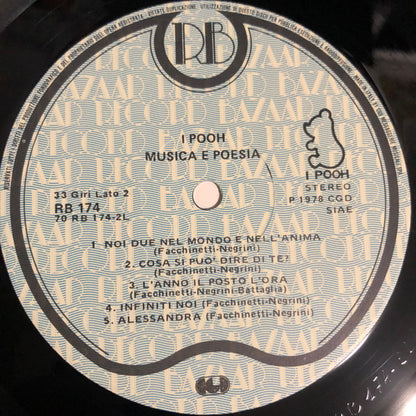 RB
RECORD BAZAAR
I POOH
MUSICA E POESIA
33 Giri Lato 2
RB 174
70 RB 174-2L
I POOH
STEREO
P 1978 CGD
SIAE
1 NOI DUE NEL MONDO E NELL'ANIMA
(Facchinetti-Negrini)
2. COSA SI PUO' DIRE DI TE?
(Facchinetti-Negrini)
3. L'ANNO IL POSTO L'ORA
(Facchinetti-Negrini-Battaglia)
4. INFINITI NOI (Facchinetti-Negrini)
5. ALESSANDRA (Facchinetti-Negrini)